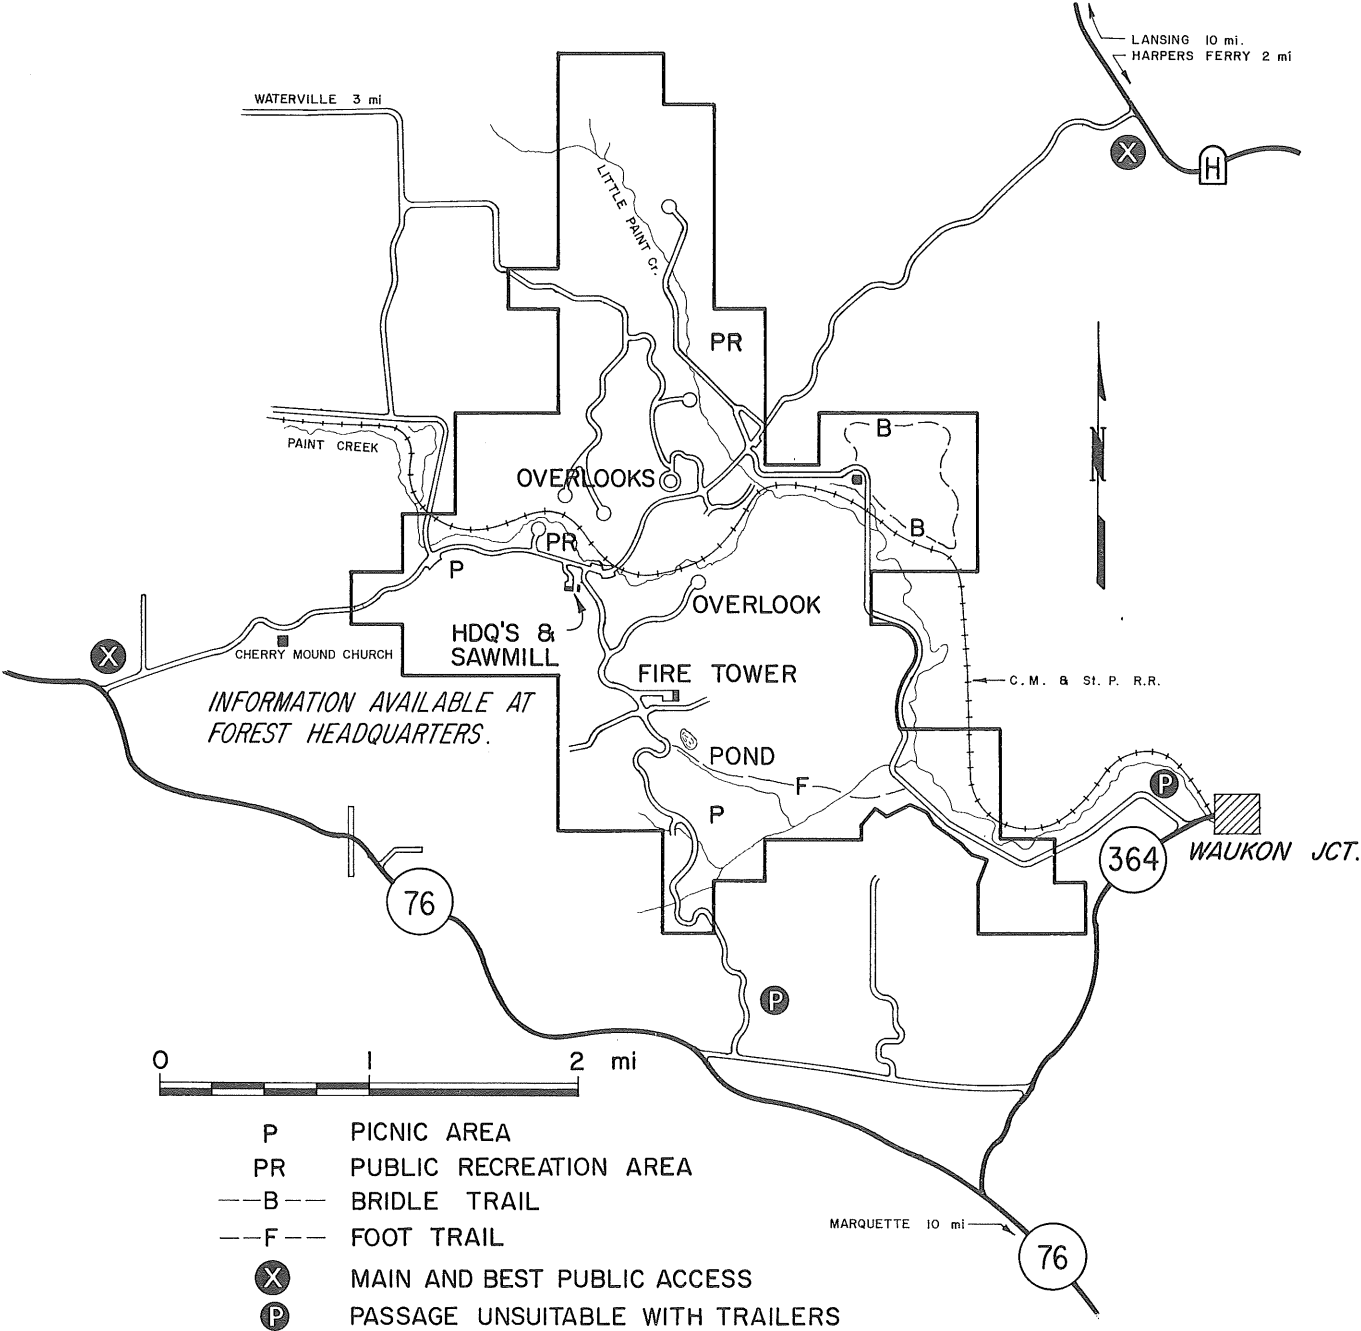 LANSING 10 mi.
HARPERS FERRY 2 mi
WATERVILLE 3 mi
X
H
LITTLE PAINT Cr.
PR
N
B
PAINT CREEK
OVERLOOKS
B
PR
P
OVERLOOK
HDQ'S &
SAWMILL
X
CHERRY MOUND CHURCH
FIRE TOWER
C.M. & St. P. R.R.
INFORMATION AVAILABLE AT
FOREST HEADQUARTERS.
POND
F
P
P
364
WAUKON JCT.
76
P
0 1 2 mi
P PICNIC AREA
PR PUBLIC RECREATION AREA
B BRIDLE TRAIL
F FOOT TRAIL
X MAIN AND BEST PUBLIC ACCESS
P PASSAGE UNSUITABLE WITH TRAILERS
MARQUETTE 10 mi
76